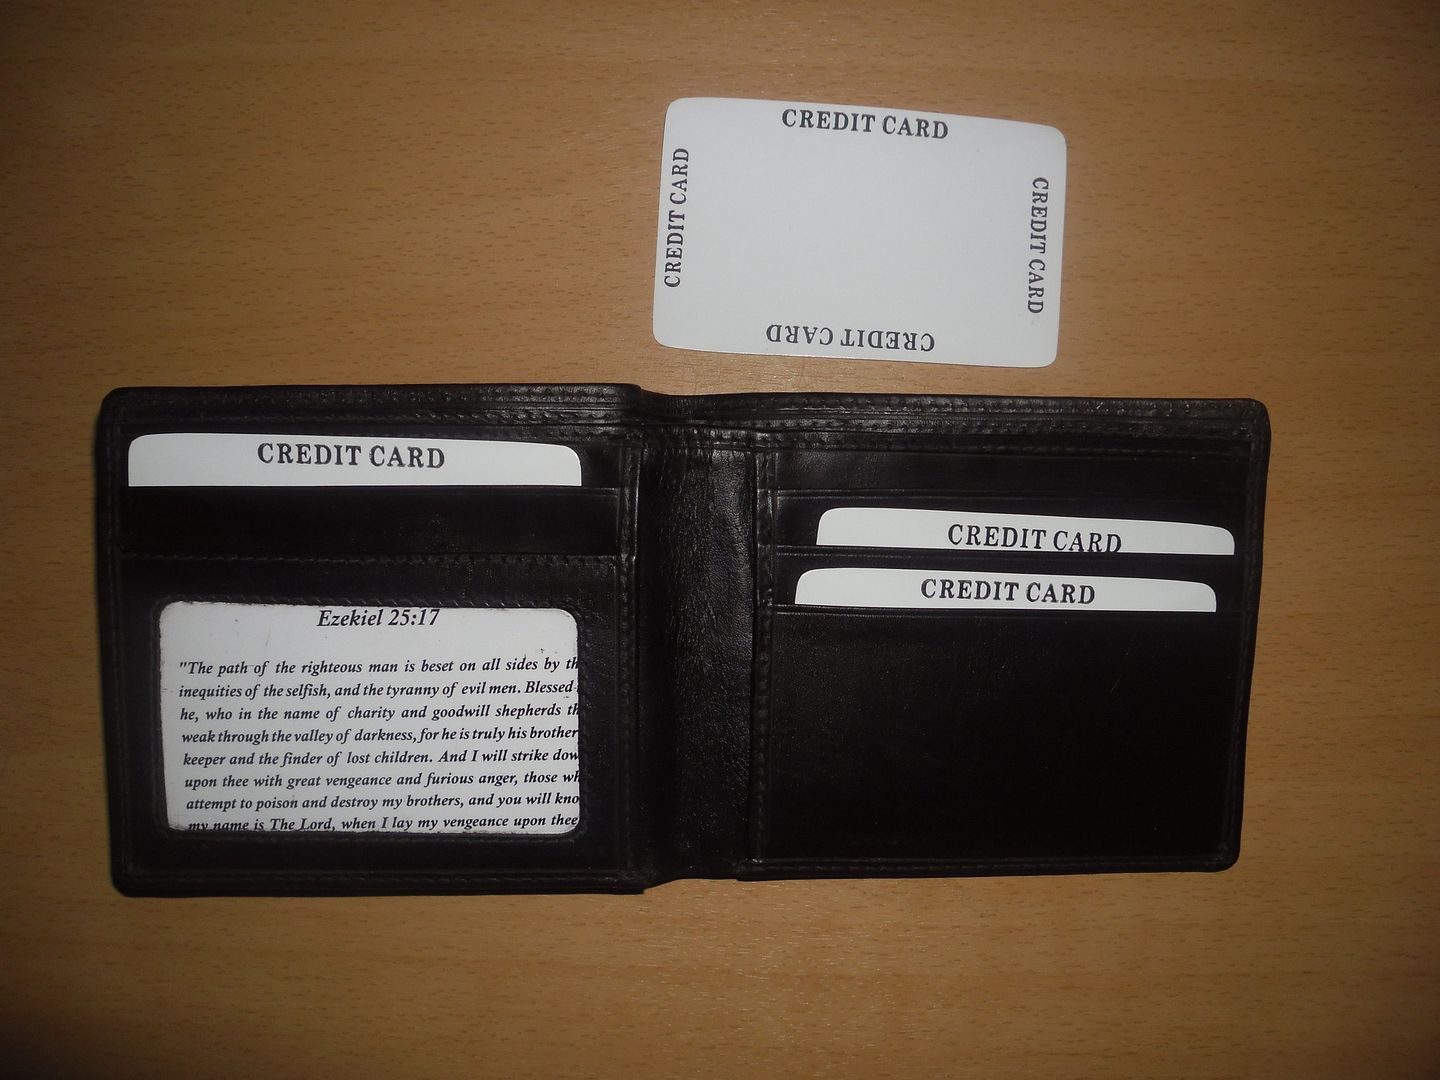 CREDIT CARD
CREDIT CARD
CREDIT CARD
CREDIT CARD
CREDIT CARD
CREDIT CARD
CREDIT CARD
Ezekiel 25:17
"The path of the righteous man is beset on all sides by th
inequities of the selfish, and the tyranny of evil men. Blessed
he, who in the name of charity and goodwill shepherds th
weak through the valley of darkness, for he is truly his brother
keeper and the finder of lost children. And I will strike dow
upon thee with great vengeance and furious anger, those wh
attempt to poison and destroy my brothers, and you will kno
my name is The Lord, when I lay my vengeance upon thee